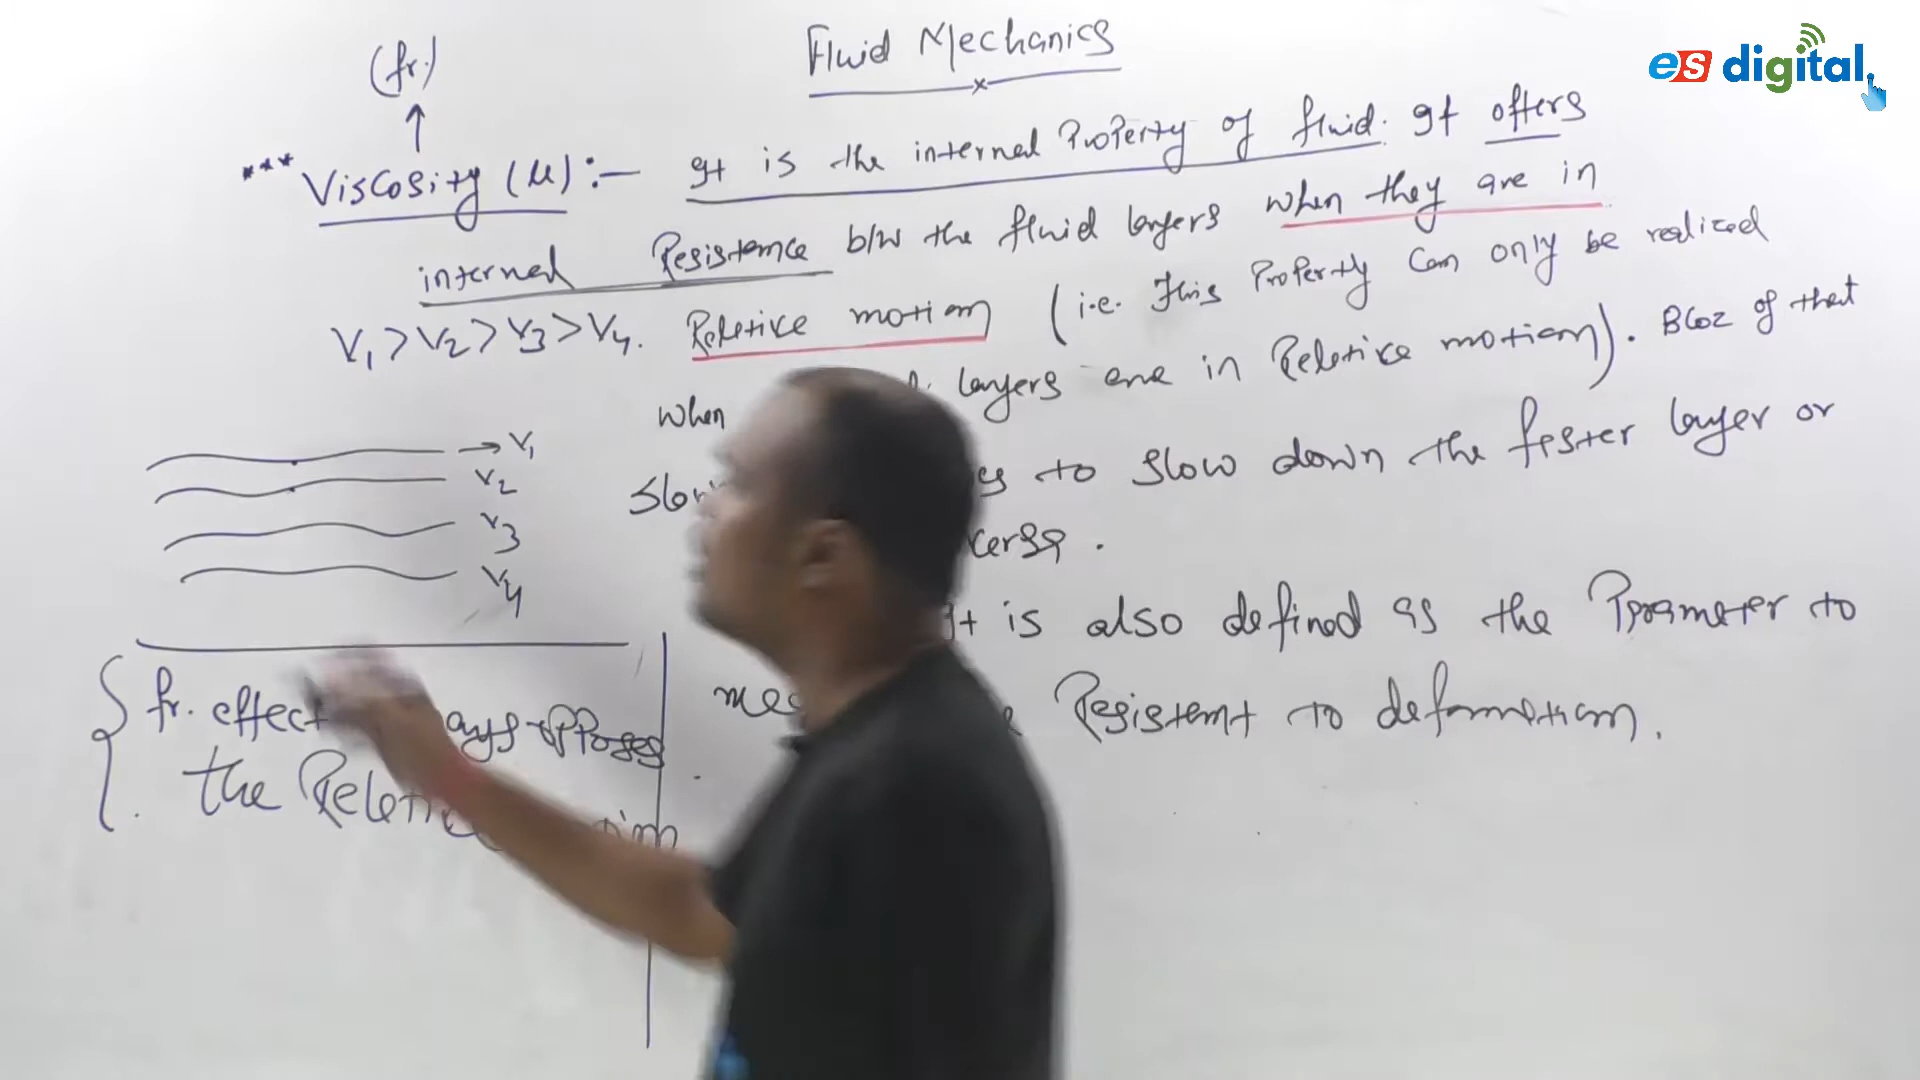 Fluid Mechanics
es digital
(fr.)
*** Viscosity (μ) :- It is the internal Property of fluid. It offers
internal Resistance b/w the fluid layers when they are in
Relative motion (i.e. This Property can only be realized
V1 > V2 > V3 > V4.
when layers are in Relative motion). Bcoz of that
to slow down the faster layer or
It is also defined as the Parameter to
Resistant to deformation.
V1
V2
V3
V4
fr. effect opposes
the